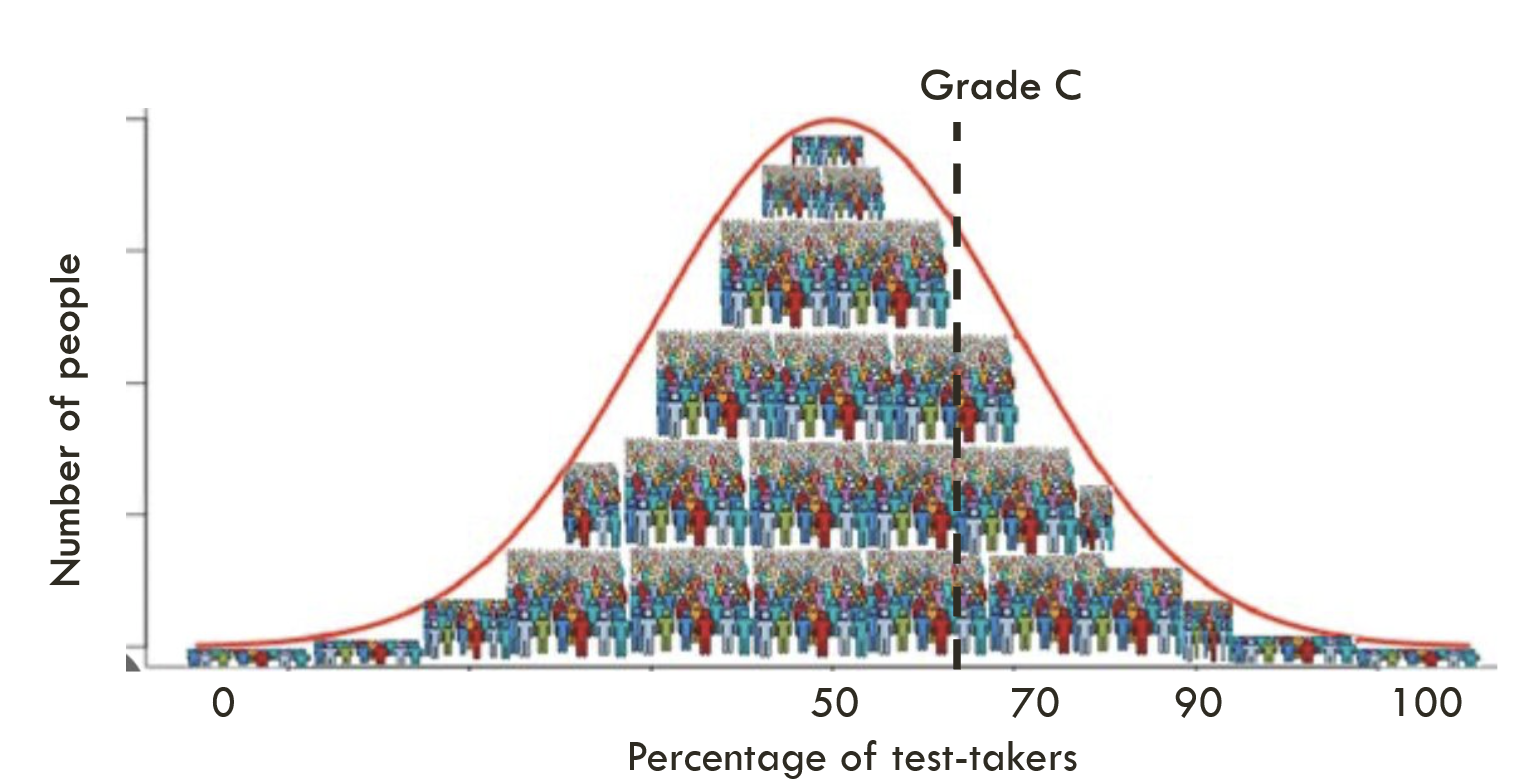 Grade C
Number of people
0 50 70 90 100
Percentage of test-takers